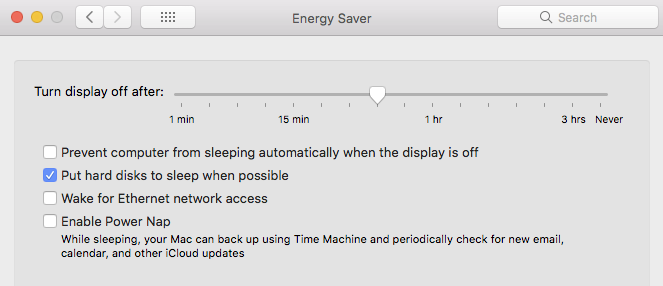 Energy Saver
Search
Turn display off after:
1 min 15 min 1 hr 3 hrs Never
Prevent computer from sleeping automatically when the display is off
Put hard disks to sleep when possible
Wake for Ethernet network access
Enable Power Nap
While sleeping, your Mac can back up using Time Machine and periodically check for new email,
calendar, and other iCloud updates